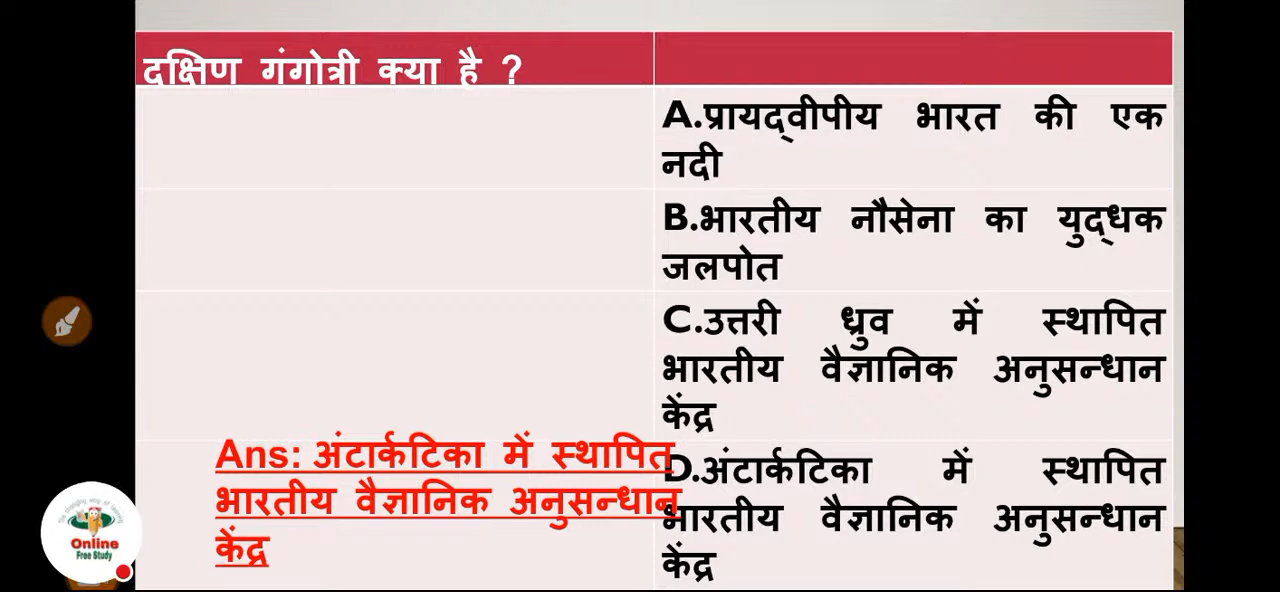 दक्षिण गंगोत्री क्या है ?
A.प्रायद्वीपीय भारत की एक
नदी
B.भारतीय नौसेना का युद्धक
जलपोत
C.उत्तरी ध्रुव में स्थापित
भारतीय वैज्ञानिक अनुसन्धान
केंद्र
Ans: अंटार्कटिका में स्थापित
भारतीय वैज्ञानिक अनुसन्धान
केंद्र
D.अंटार्कटिका में स्थापित
भारतीय वैज्ञानिक अनुसन्धान
केंद्र
Online
Free Study